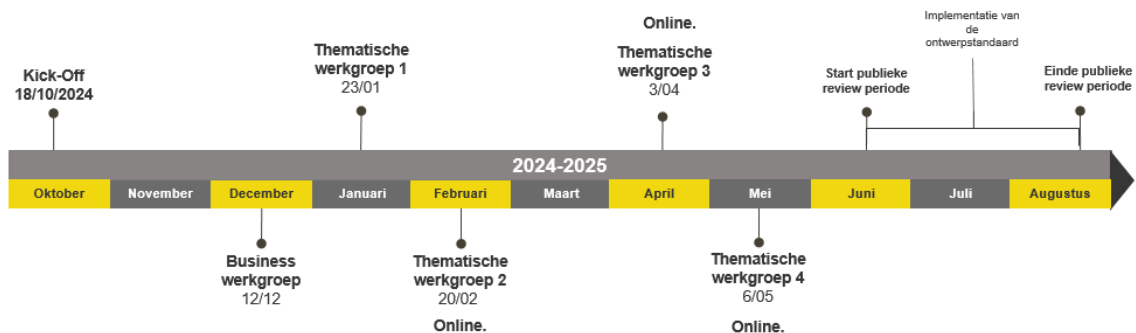 Kick-Off
18/10/2024
Thematische
werkgroep 1
23/01
Online.
Thematische
werkgroep 3
3/04
Start publieke
review periode
Implementatie van
de
ontwerpstandaard
Einde publieke
review periode
2024-2025
Oktober
November
December
Januari
Februari
Maart
April
Mei
Juni
Juli
Augustus
Business
werkgroep
12/12
Thematische
werkgroep 2
20/02
Online.
Thematische
werkgroep 4
6/05
Online.